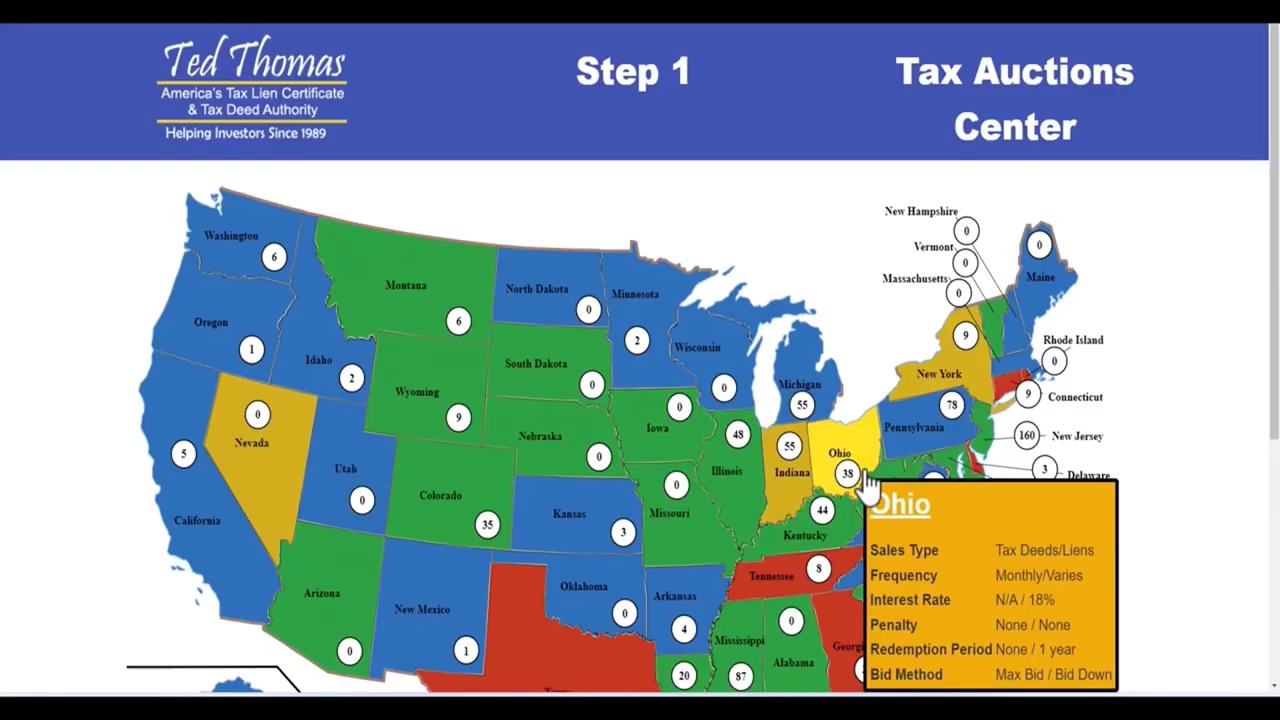 Ted Thomas
America's Tax Lien Certificate
& Tax Deed Authority
Helping Investors Since 1989
Step 1
Tax Auctions
Center
New Hampshire
0
Vermont
0
Massachusetts
0
0
Maine
Washington
6
Montana
6
North Dakota
0
Minnesota
2
Oregon
1
Idaho
2
Wyoming
9
South Dakota
0
Wisconsin
0
Michigan
55
New York
9
Rhode Island
0
9
Connecticut
Pennsylvania
78
160
New Jersey
3
Delaware
Nevada
0
California
5
Utah
0
Colorado
35
Nebraska
0
Iowa
0
Illinois
48
Indiana
55
Ohio
38
Kansas
3
Missouri
0
Kentucky
44
Tennessee
8
Arizona
0
New Mexico
1
Oklahoma
0
Arkansas
4
Mississippi
87
Alabama
0
20
Ohio
Sales Type Tax Deeds/Liens
Frequency Monthly/Varies
Interest Rate N/A / 18%
Penalty None / None
Redemption Period None / 1 year
Bid Method Max Bid / Bid Down